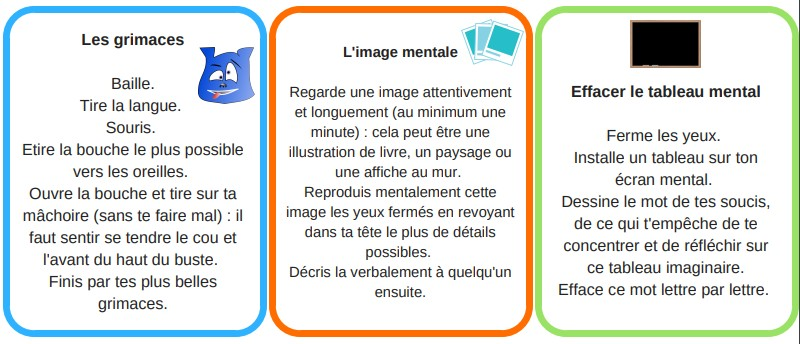 Les grimaces
Baille.
Tire la langue.
Souris.
Etire la bouche le plus possible
vers les oreilles.
Ouvre la bouche et tire sur ta
mâchoire (sans te faire mal) : il
faut sentir se tendre le cou et
l'avant du haut du buste.
Finis par tes plus belles
grimaces.
L'image mentale
Regarde une image attentivement
et longuement (au minimum une
minute) : cela peut être une
illustration de livre, un paysage ou
une affiche au mur.
Reproduis mentalement cette
image les yeux fermés en revoyant
dans ta tête le plus de détails
possibles.
Décris la verbalement à quelqu'un
ensuite.
Effacer le tableau mental
Ferme les yeux.
Installe un tableau sur ton
écran mental.
Dessine le mot de tes soucis,
de ce qui t'empêche de te
concentrer et de réfléchir sur
ce tableau imaginaire.
Efface ce mot lettre par lettre.